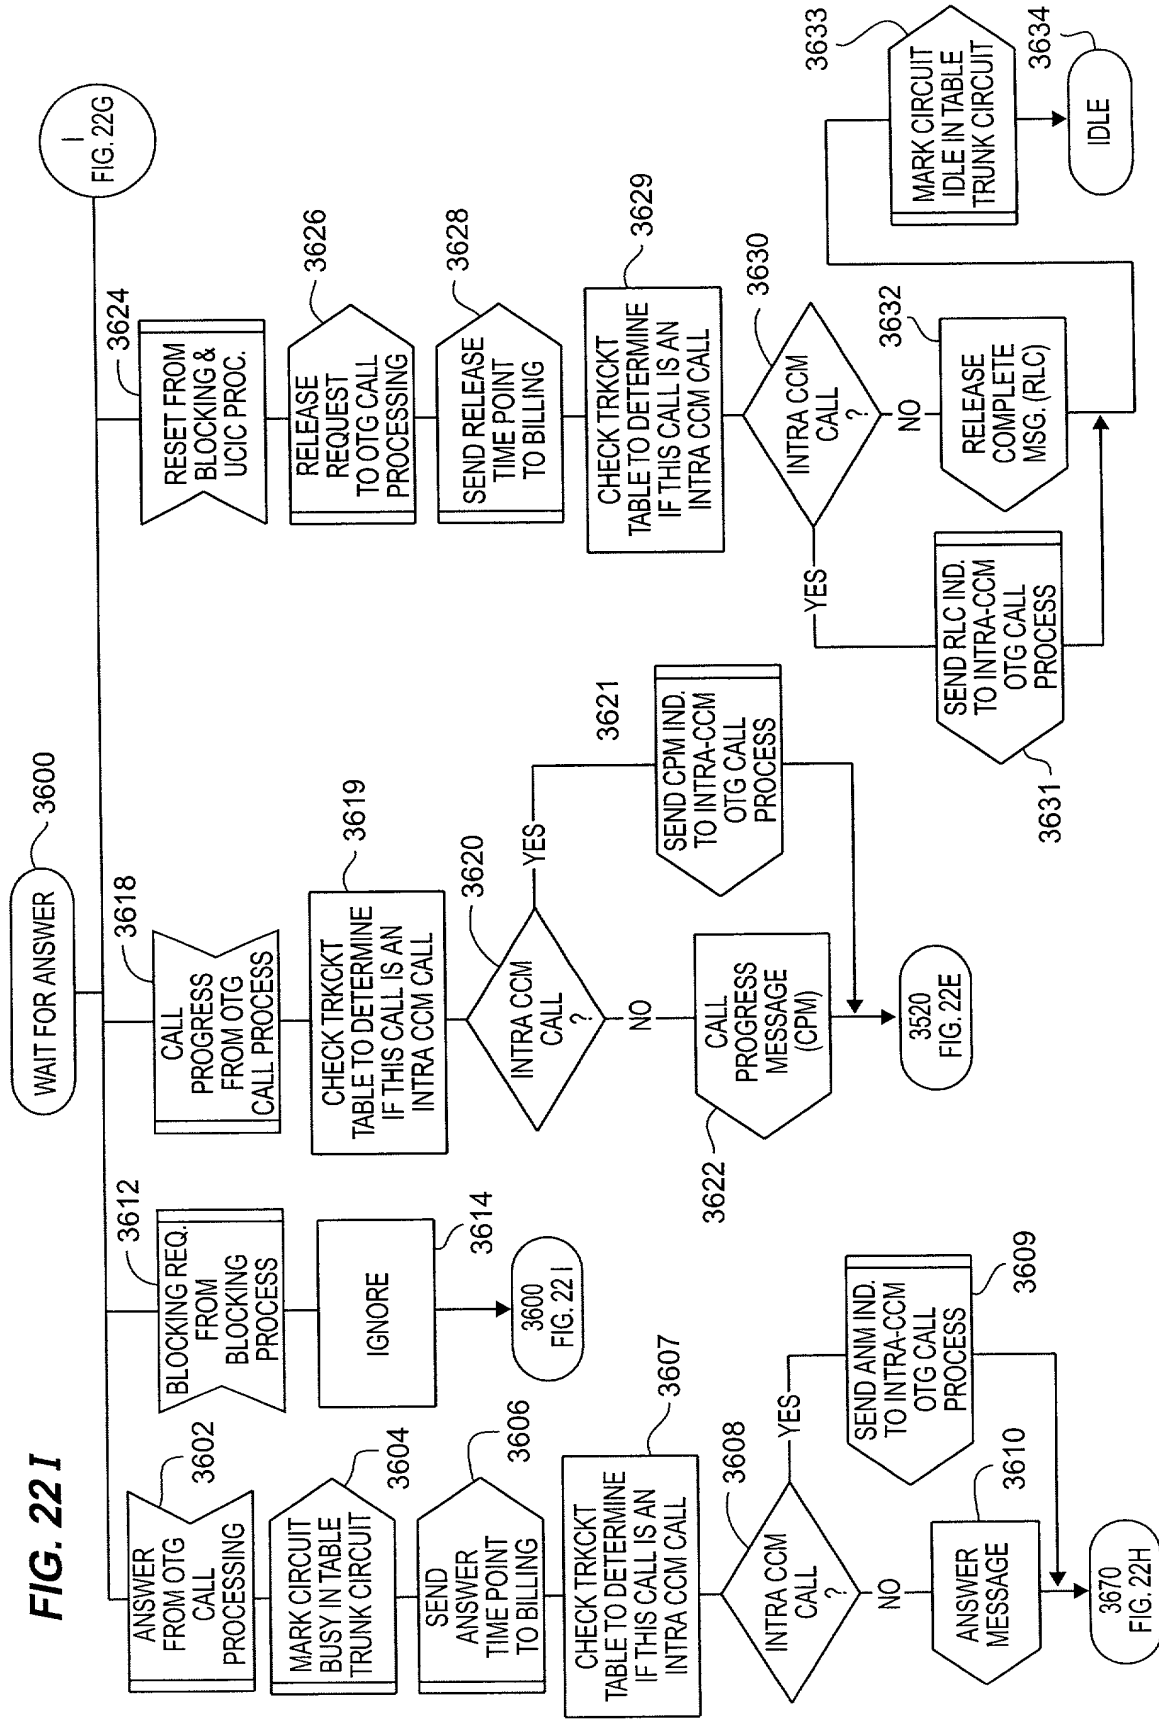 FIG. 22 I
WAIT FOR ANSWER
3600
I
FIG. 22G
ANSWER
FROM OTG
CALL
PROCESSING
3602
MARK CIRCUIT
BUSY IN TABLE
TRUNK CIRCUIT
3604
SEND
ANSWER
TIME POINT
TO BILLING
3606
CHECK TRKCKT
TABLE TO DETERMINE
IF THIS CALL IS AN
INTRA CCM CALL
3607
INTRA CCM
CALL
?
3608
YES
NO
SEND ANM IND.
TO INTRA-CCM
OTG CALL
PROCESS
3609
ANSWER
MESSAGE
3610
3670
FIG. 22H
BLOCKING REQ.
FROM
BLOCKING
PROCESS
3612
IGNORE
3614
3600
FIG. 22 I
CALL
PROGRESS
FROM OTG
CALL PROCESS
3618
CHECK TRKCKT
TABLE TO DETERMINE
IF THIS CALL IS AN
INTRA CCM CALL
3619
INTRA CCM
CALL
?
3620
YES
NO
SEND CPM IND.
TO INTRA-CCM
OTG CALL
PROCESS
3621
CALL
PROGRESS
MESSAGE
(CPM)
3622
3520
FIG. 22E
RESET FROM
BLOCKING &
UCIC PROC.
3624
RELEASE
REQUEST
TO OTG CALL
PROCESSING
3626
SEND RELEASE
TIME POINT
TO BILLING
3628
CHECK TRKCKT
TABLE TO DETERMINE
IF THIS CALL IS AN
INTRA CCM CALL
3629
INTRA CCM
CALL
?
3630
YES
NO
SEND RLC IND.
TO INTRA-CCM
OTG CALL
PROCESS
3631
RELEASE
COMPLETE
MSG. (RLC)
3632
MARK CIRCUIT
IDLE IN TABLE
TRUNK CIRCUIT
3633
IDLE
3634